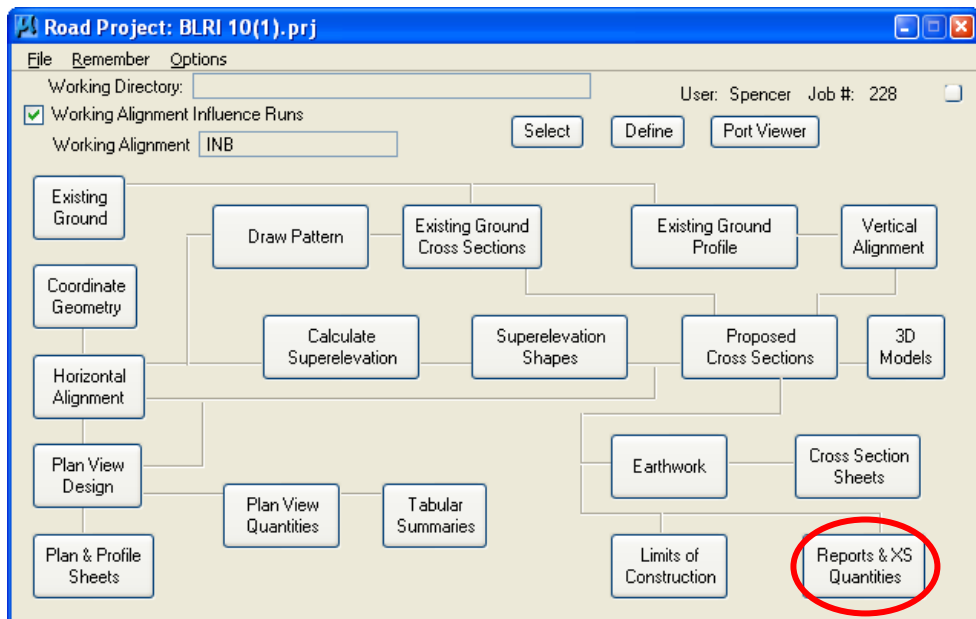 Road Project: BLRI 10(1).prj
File Remember Options
Working Directory:
User: Spencer Job #: 228
Working Alignment Influence Runs
Working Alignment INB
Select
Define
Port Viewer
Existing
Ground
Draw Pattern
Existing Ground
Cross Sections
Existing Ground
Profile
Vertical
Alignment
Coordinate
Geometry
Calculate
Superelevation
Superelevation
Shapes
Proposed
Cross Sections
3D
Models
Horizontal
Alignment
Plan View
Design
Earthwork
Cross Section
Sheets
Plan View
Quantities
Tabular
Summaries
Plan & Profile
Sheets
Limits of
Construction
Reports & XS
Quantities